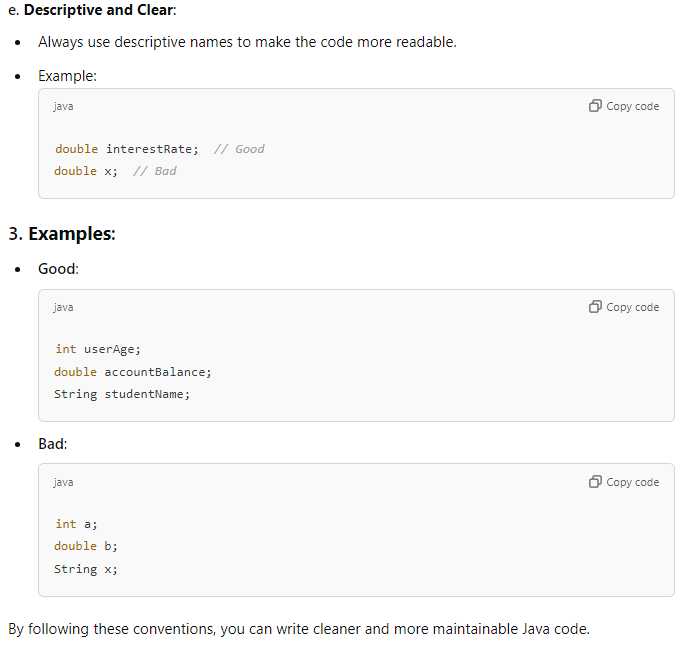 e. Descriptive and Clear:
• Always use descriptive names to make the code more readable.
• Example:
java Copy code
double interestRate;  // Good
double x;  // Bad
3. Examples:
• Good:
java Copy code
int userAge;
double accountBalance;
String studentName;
• Bad:
java Copy code
int a;
double b;
String x;
By following these conventions, you can write cleaner and more maintainable Java code.